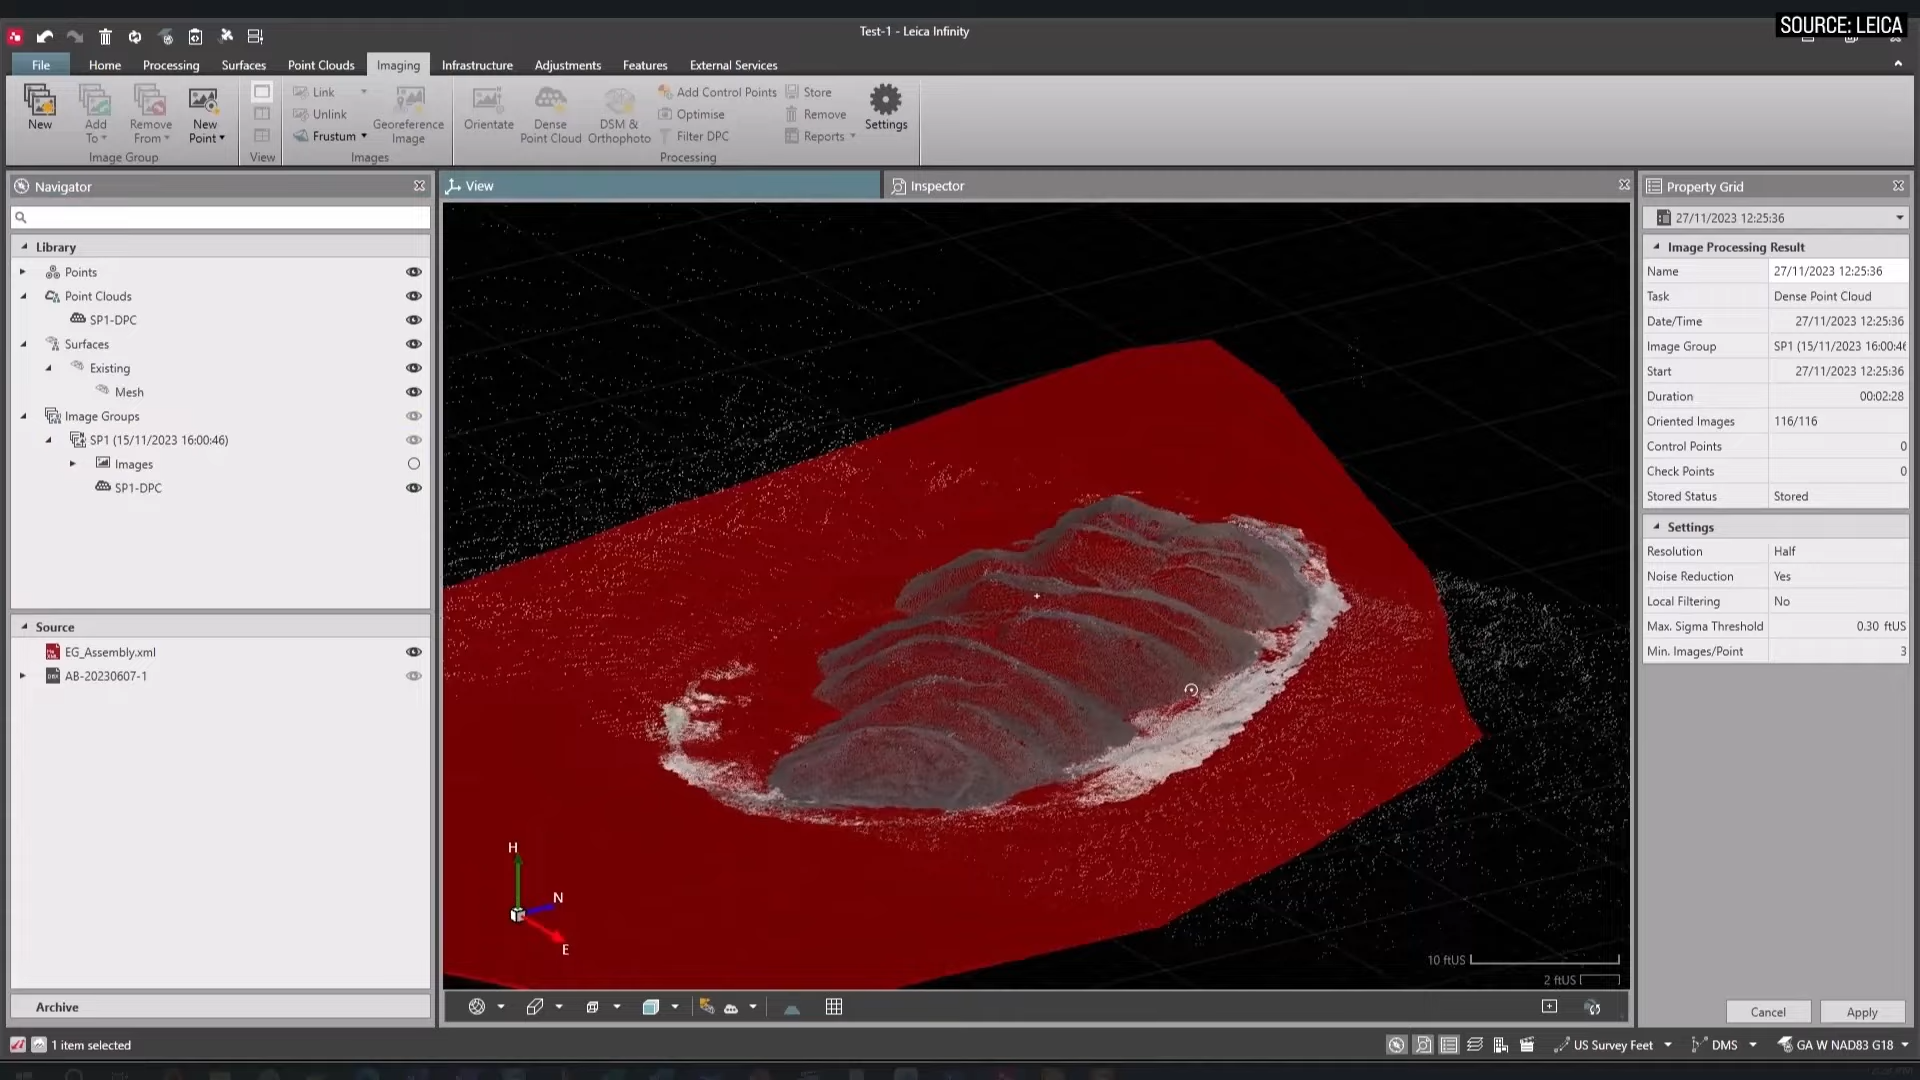 SOURCE: LEICA
Test-1 - Leica Infinity
File Home Processing Surfaces Point Clouds Imaging Infrastructure Adjustments Features External Services
New
Add To
Remove From
New Point
Image Group
View
Link
Unlink
Frustum
Georeference Image
Images
Orientate
Dense Point Cloud
DSM & Orthophoto
Add Control Points
Optimise
Filter DPC
Store
Remove
Reports
Processing
Settings
Navigator
Library
Points
Point Clouds
SP1-DPC
Surfaces
Existing
Mesh
Image Groups
SP1 (15/11/2023 16:00:46)
Images
SP1-DPC
Source
EG_Assembly.xml
AB-20230607-1
Archive
View
Inspector
H
N
E
10 ftUS
2 ftUS
Property Grid
27/11/2023 12:25:36
Image Processing Result
Name 27/11/2023 12:25:36
Task Dense Point Cloud
Date/Time 27/11/2023 12:25:36
Image Group SP1 (15/11/2023 16:00:46
Start 27/11/2023 12:25:36
Duration 00:02:28
Oriented Images 116/116
Control Points 0
Check Points 0
Stored Status Stored
Settings
Resolution Half
Noise Reduction Yes
Local Filtering No
Max. Sigma Threshold 0.30 ftUS
Min. Images/Point 3
Cancel Apply
1 item selected
US Survey Feet DMS GA W NAD83 G18